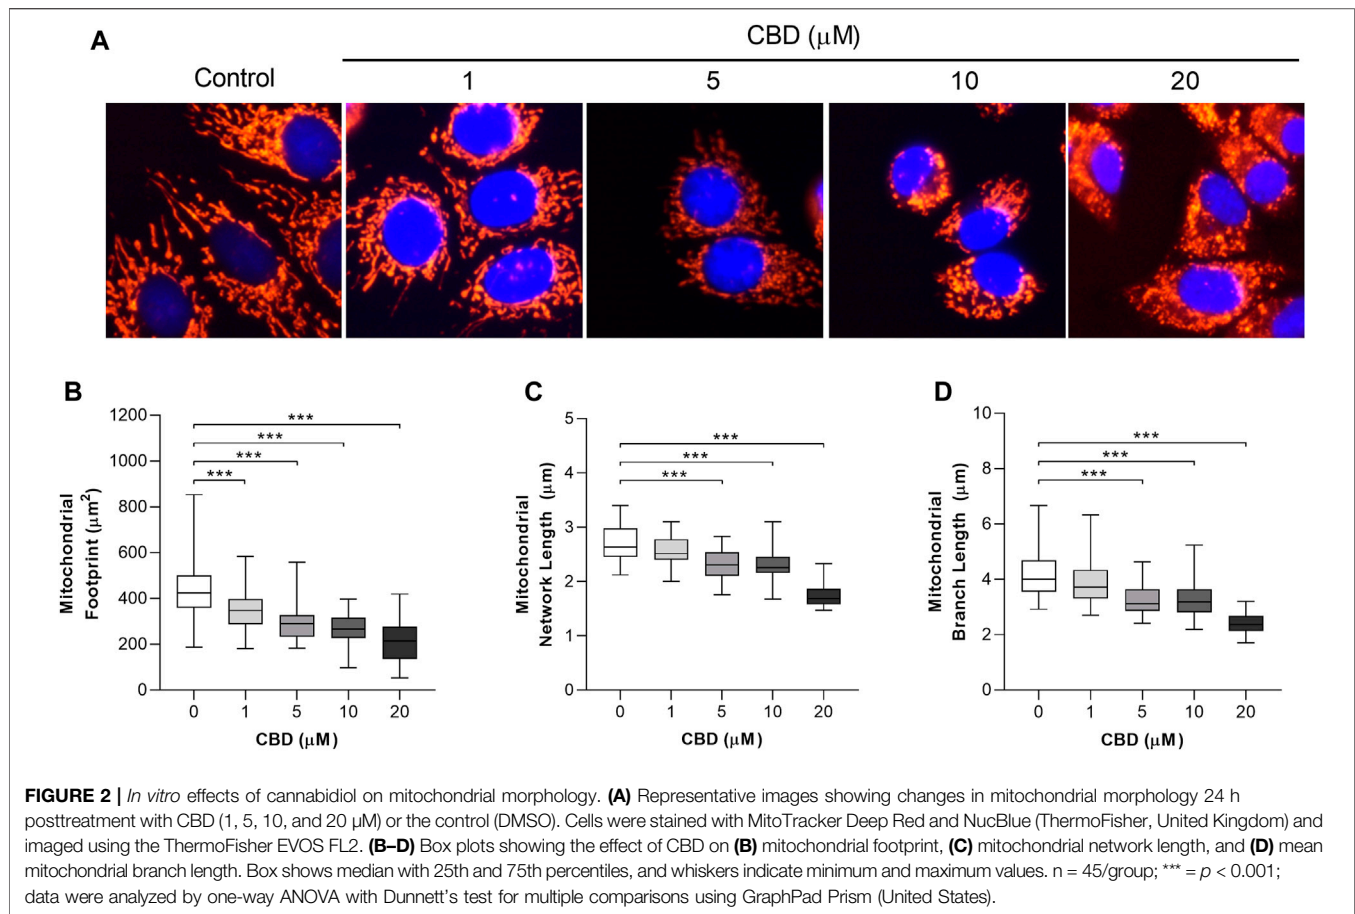 A
CBD (μM)
Control 1 5 10 20
B
1200
1000
800
600
400
200
0
Mitochondrial
Footprint (μm²)
***
***
***
***
0 1 5 10 20
CBD (μM)
C
5
4
3
2
1
0
Mitochondrial
Network Length (μm)
***
***
***
0 1 5 10 20
CBD (μM)
D
10
8
6
4
2
0
Mitochondrial
Branch Length (μm)
***
***
***
0 1 5 10 20
CBD (μM)
FIGURE 2 | In vitro effects of cannabidiol on mitochondrial morphology. (A) Representative images showing changes in mitochondrial morphology 24 h
posttreatment with CBD (1, 5, 10, and 20 μM) or the control (DMSO). Cells were stained with MitoTracker Deep Red and NucBlue (ThermoFisher, United Kingdom) and
imaged using the ThermoFisher EVOS FL2. (B–D) Box plots showing the effect of CBD on (B) mitochondrial footprint, (C) mitochondrial network length, and (D) mean
mitochondrial branch length. Box shows median with 25th and 75th percentiles, and whiskers indicate minimum and maximum values. n = 45/group; *** = p < 0.001;
data were analyzed by one-way ANOVA with Dunnett’s test for multiple comparisons using GraphPad Prism (United States).